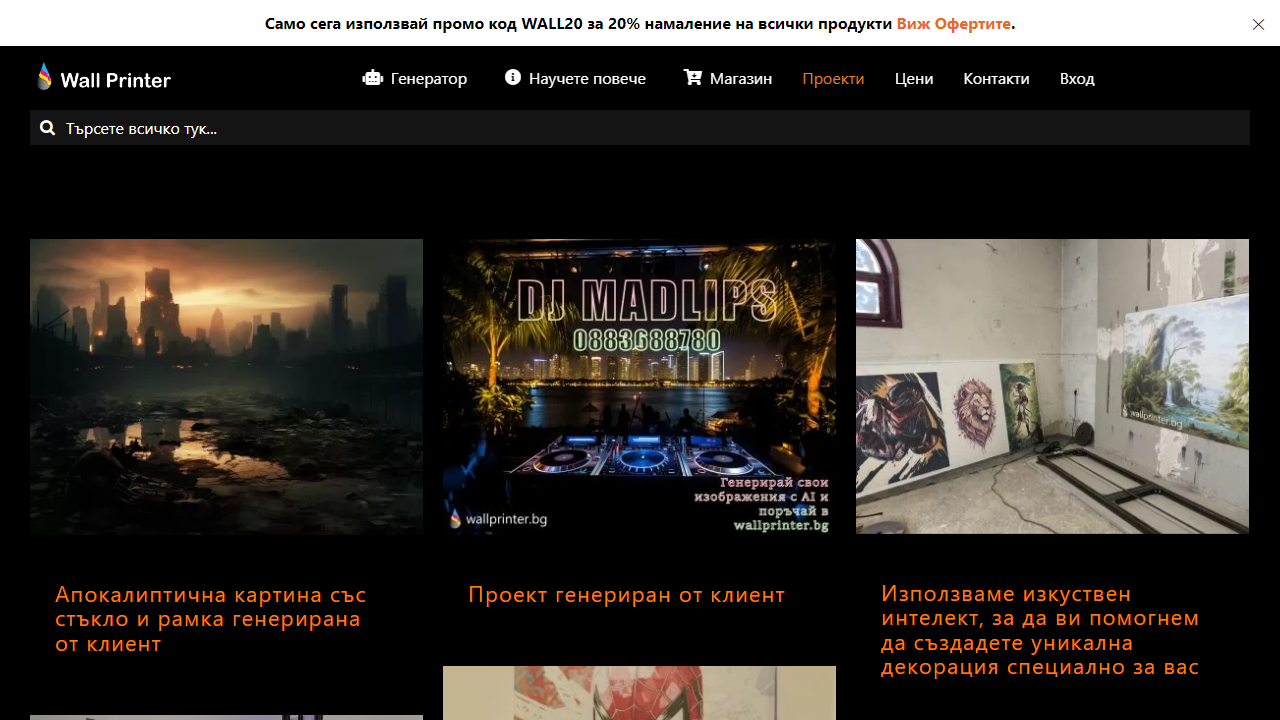 Само сега използвай промо код WALL20 за 20% намаление на всички продукти Виж Офертите.
Wall Printer
Генератор
Научете повече
Магазин
Проекти
Цени
Контакти
Вход
Търсете всичко тук...
DJ MADLIPS
0883688780
Генерирай свои
изображения с AI и
поръчай в
wallprinter.bg
wallprinter.bg
wallprinter.bg
Апокалиптична картина със
стъкло и рамка генерирана
от клиент
Проект генериран от клиент
Използваме изкуствен
интелект, за да ви помогнем
да създадете уникална
декорация специално за вас